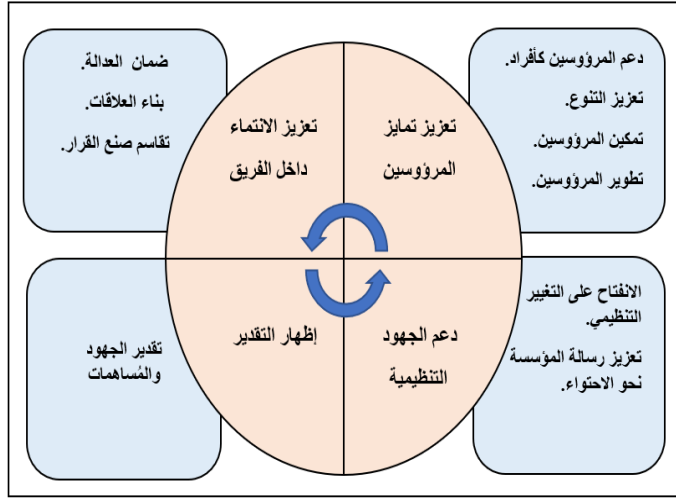 دعم المرؤوسين كأفراد.
تعزيز التنوع.
تمكين المرؤوسين.
تطوير المرؤوسين.
تعزيز تمايز
المرؤوسين
تعزيز الانتماء
داخل الفريق
ضمان العدالة.
بناء العلاقات.
تقاسم صنع القرار.
الانفتاح على التغيير
التنظيمي.
تعزيز رسالة المؤسسة
نحو الاحتواء.
دعم الجهود
التنظيمية
إظهار التقدير
تقدير الجهود
والمُساهمات